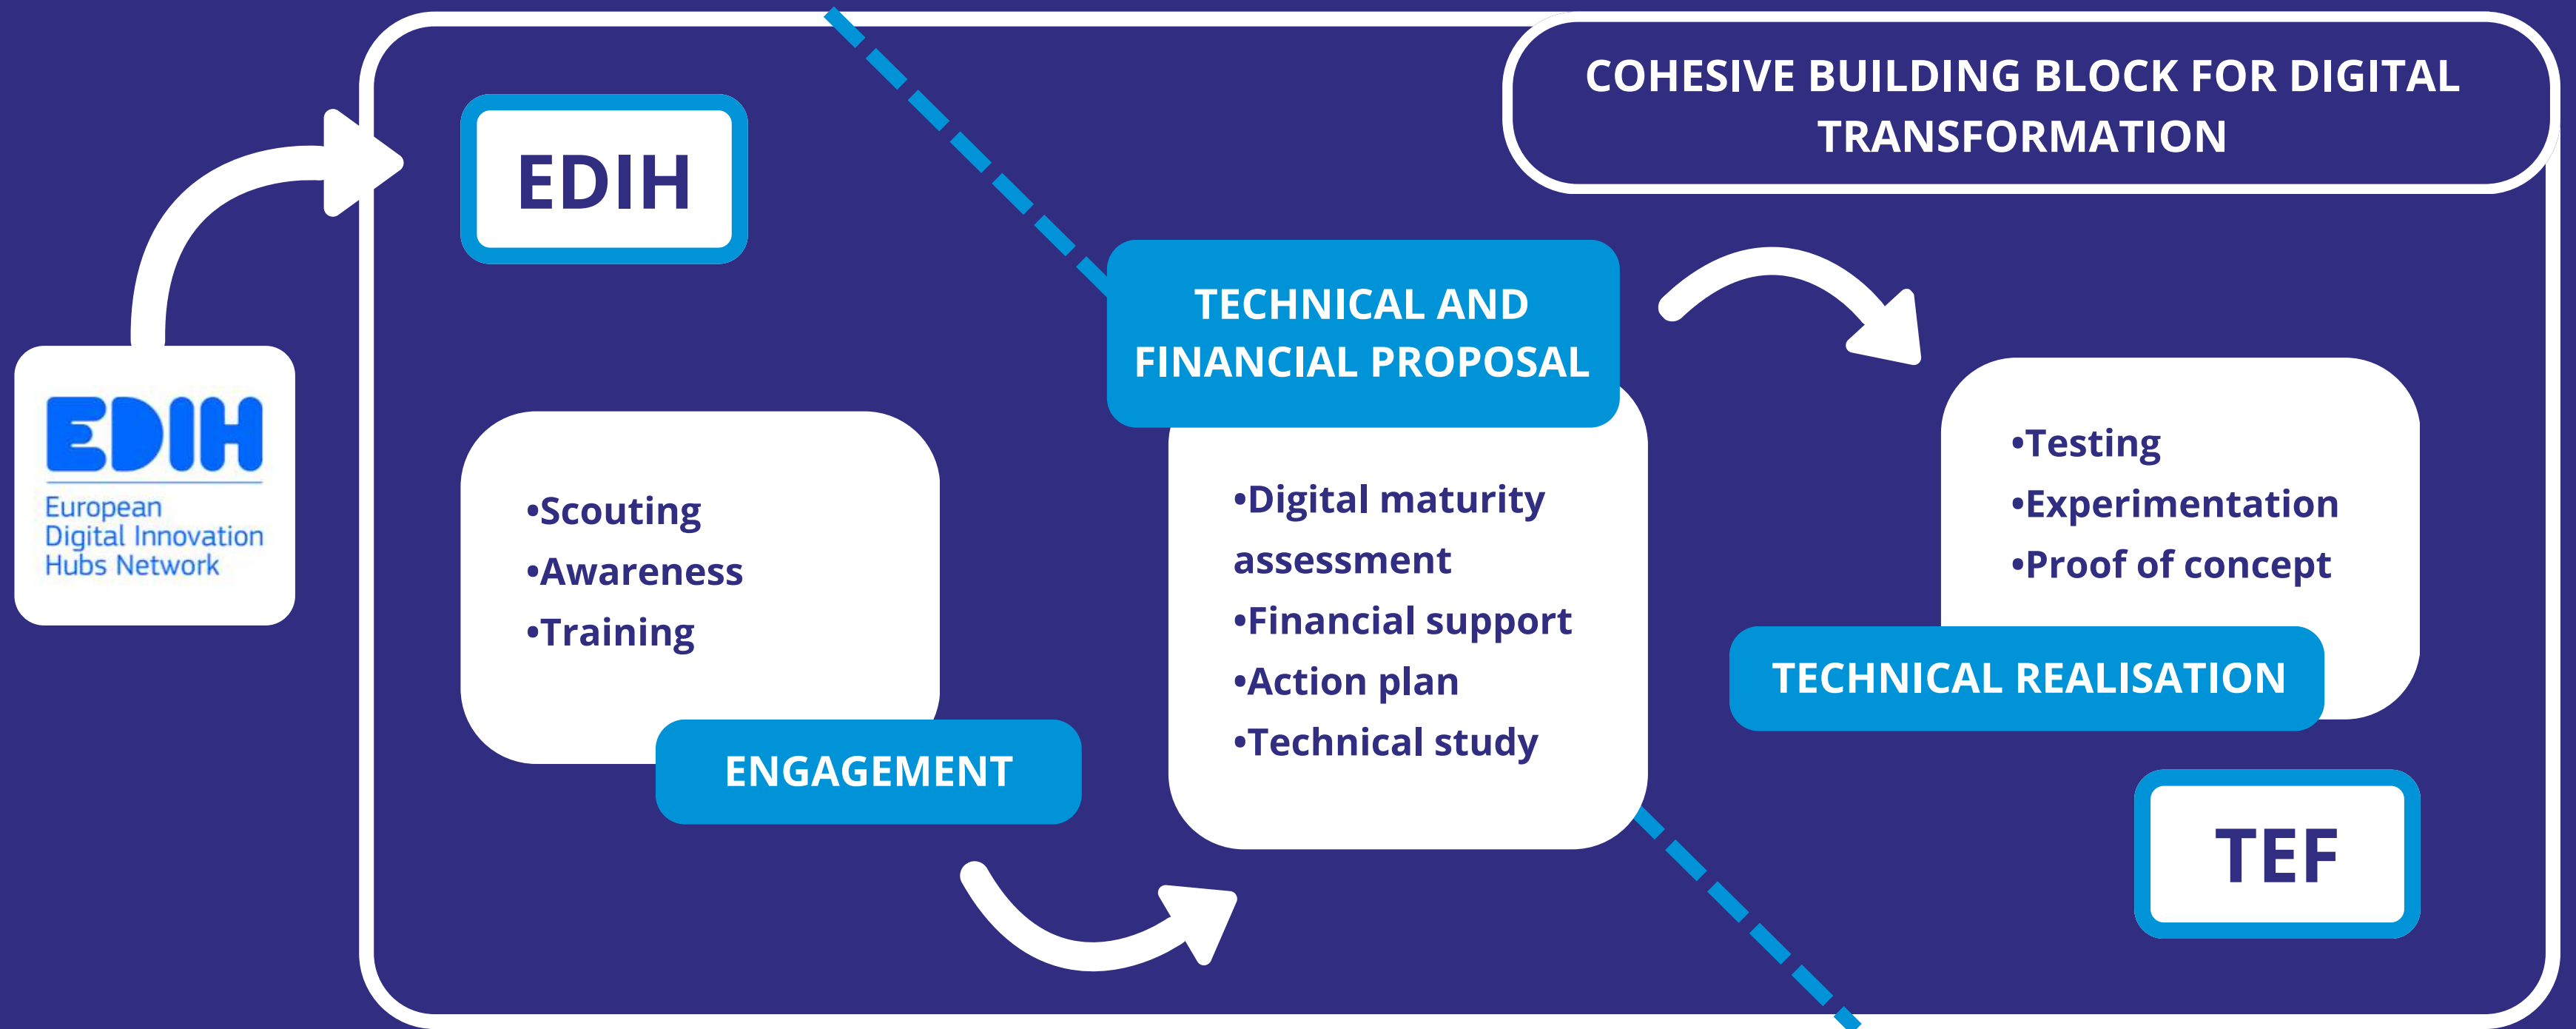 EDIH
European
Digital Innovation
Hubs Network
EDIH
•Scouting
•Awareness
•Training
ENGAGEMENT
TECHNICAL AND
FINANCIAL PROPOSAL
•Digital maturity
assessment
•Financial support
•Action plan
•Technical study
COHESIVE BUILDING BLOCK FOR DIGITAL
TRANSFORMATION
•Testing
•Experimentation
•Proof of concept
TECHNICAL REALISATION
TEF